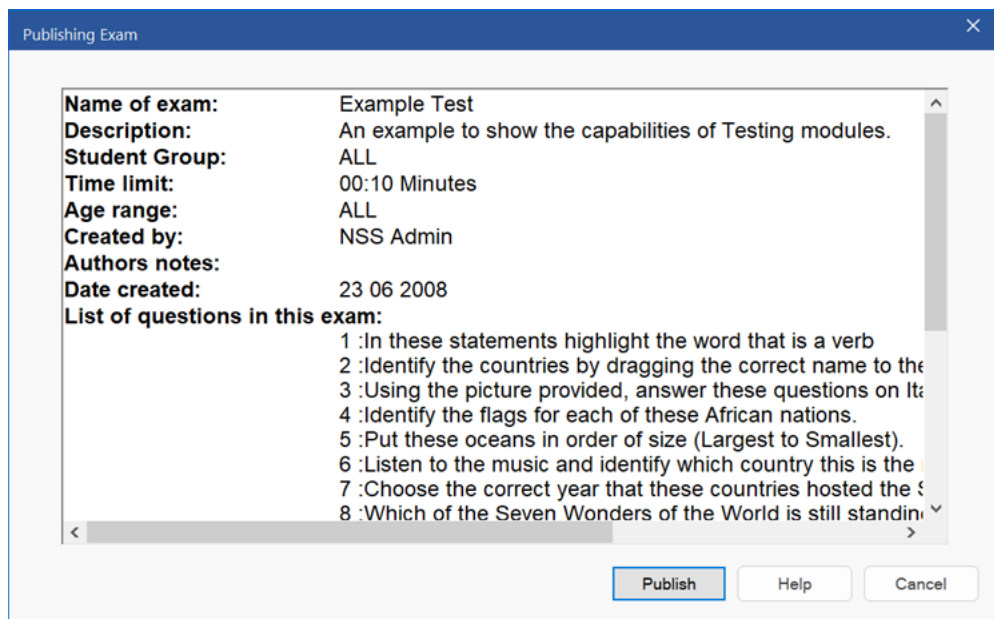 Publishing Exam
Name of exam: Example Test
Description: An example to show the capabilities of Testing modules.
Student Group: ALL
Time limit: 00:10 Minutes
Age range: ALL
Created by: NSS Admin
Authors notes:
Date created: 23 06 2008
List of questions in this exam:
1 :In these statements highlight the word that is a verb
2 :Identify the countries by dragging the correct name to the
3 :Using the picture provided, answer these questions on
4 :Identify the flags for each of these African nations.
5 :Put these oceans in order of size (Largest to Smallest).
6 :Listen to the music and identify which country this is the
7 :Choose the correct year that these countries hosted the
8 :Which of the Seven Wonders of the World is still
Publish Help Cancel